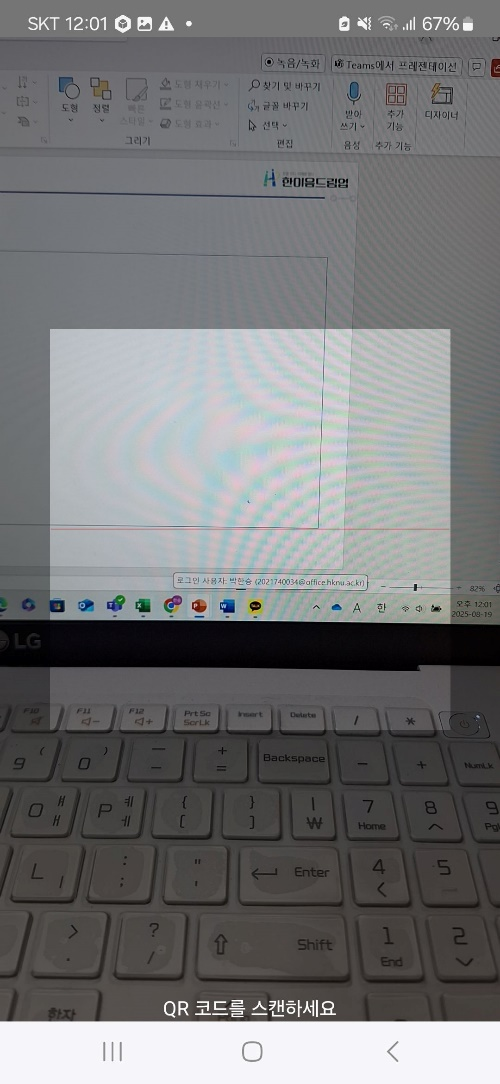 SKT 12:01
67%
녹음/녹화
Teams에서 프레젠테이션
도형
정렬
빠른
스타일
도형 채우기
도형 윤곽선
도형 효과
그리기
찾기 및 바꾸기
글꼴 바꾸기
선택
편집
받아
쓰기
음성
추가
기능
추가 기능
디자이너
한이음드림업
로그인 사용자: 박한승 (2021740034@office.hknu.ac.kr)
82%
A
한
오후 12:01
2025-08-19
LG
F10
F11
F12
PrtSc
ScrLk
Insert
Delete
/
*
9 (
0 )
— −
+ =
Backspace
−
+
NumLk
O ㅐ ㅒ
P ㅔ ㅖ
{ [
} ]
| ₩
7
Home
8
9
L ㅣ
: ;
" '
Enter
4
5
> .
? /
Shift
1
End
2
한자
QR 코드를 스캔하세요